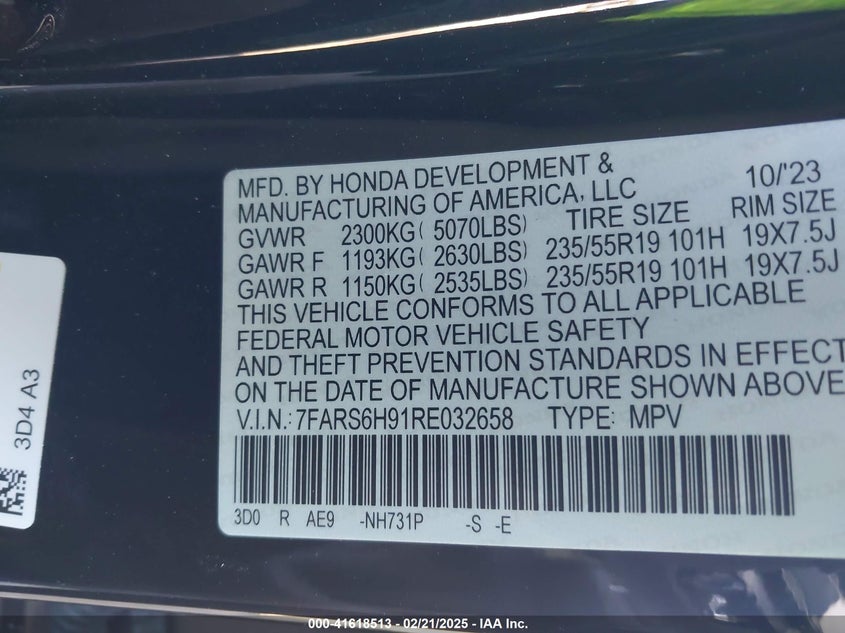 MFD. BY HONDA DEVELOPMENT & 10/'23
MANUFACTURING OF AMERICA, LLC
TIRE SIZE RIM SIZE
GVWR 2300KG( 5070LBS)
GAWR F 1193KG( 2630LBS) 235/55R19 101H 19X7.5J
GAWR R 1150KG( 2535LBS) 235/55R19 101H 19X7.5J
THIS VEHICLE CONFORMS TO ALL APPLICABLE
FEDERAL MOTOR VEHICLE SAFETY
AND THEFT PREVENTION STANDARDS IN EFFECT
ON THE DATE OF MANUFACTURE SHOWN ABOVE
V.I.N.: 7FARS6H91RE032658 TYPE: MPV
3D0 R AE9 -NH731P -S -E
3D4 A3
000-41618513 - 02/21/2025 - IAA Inc.